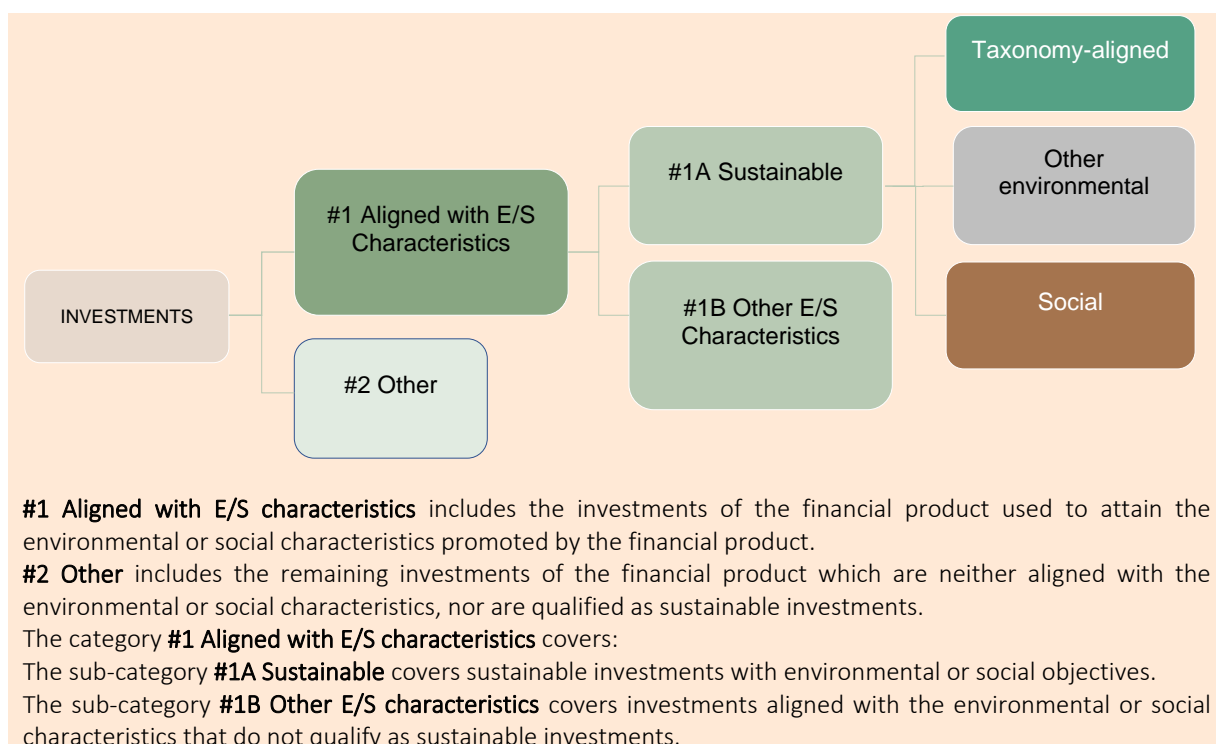 Taxonomy-aligned
#1A Sustainable
Other
environmental
#1 Aligned with E/S
Characteristics
#1B Other E/S
Characteristics
Social
INVESTMENTS
#2 Other
#1 Aligned with E/S characteristics includes the investments of the financial product used to attain the
environmental or social characteristics promoted by the financial product.
#2 Other includes the remaining investments of the financial product which are neither aligned with the
environmental or social characteristics, nor are qualified as sustainable investments.
The category #1 Aligned with E/S characteristics covers:
The sub-category #1A Sustainable covers sustainable investments with environmental or social objectives.
The sub-category #1B Other E/S characteristics covers investments aligned with the environmental or social
characteristics that do not qualify as sustainable investments.